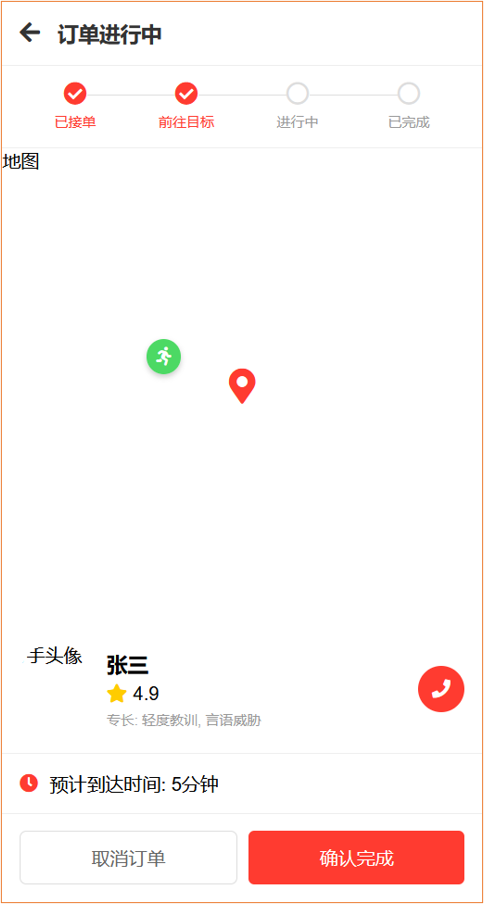 订单进行中
已接单
前往目标
进行中
已完成
地图
手头像
张三
4.9
专长: 轻度教训, 言语威胁
预计到达时间: 5分钟
取消订单
确认完成